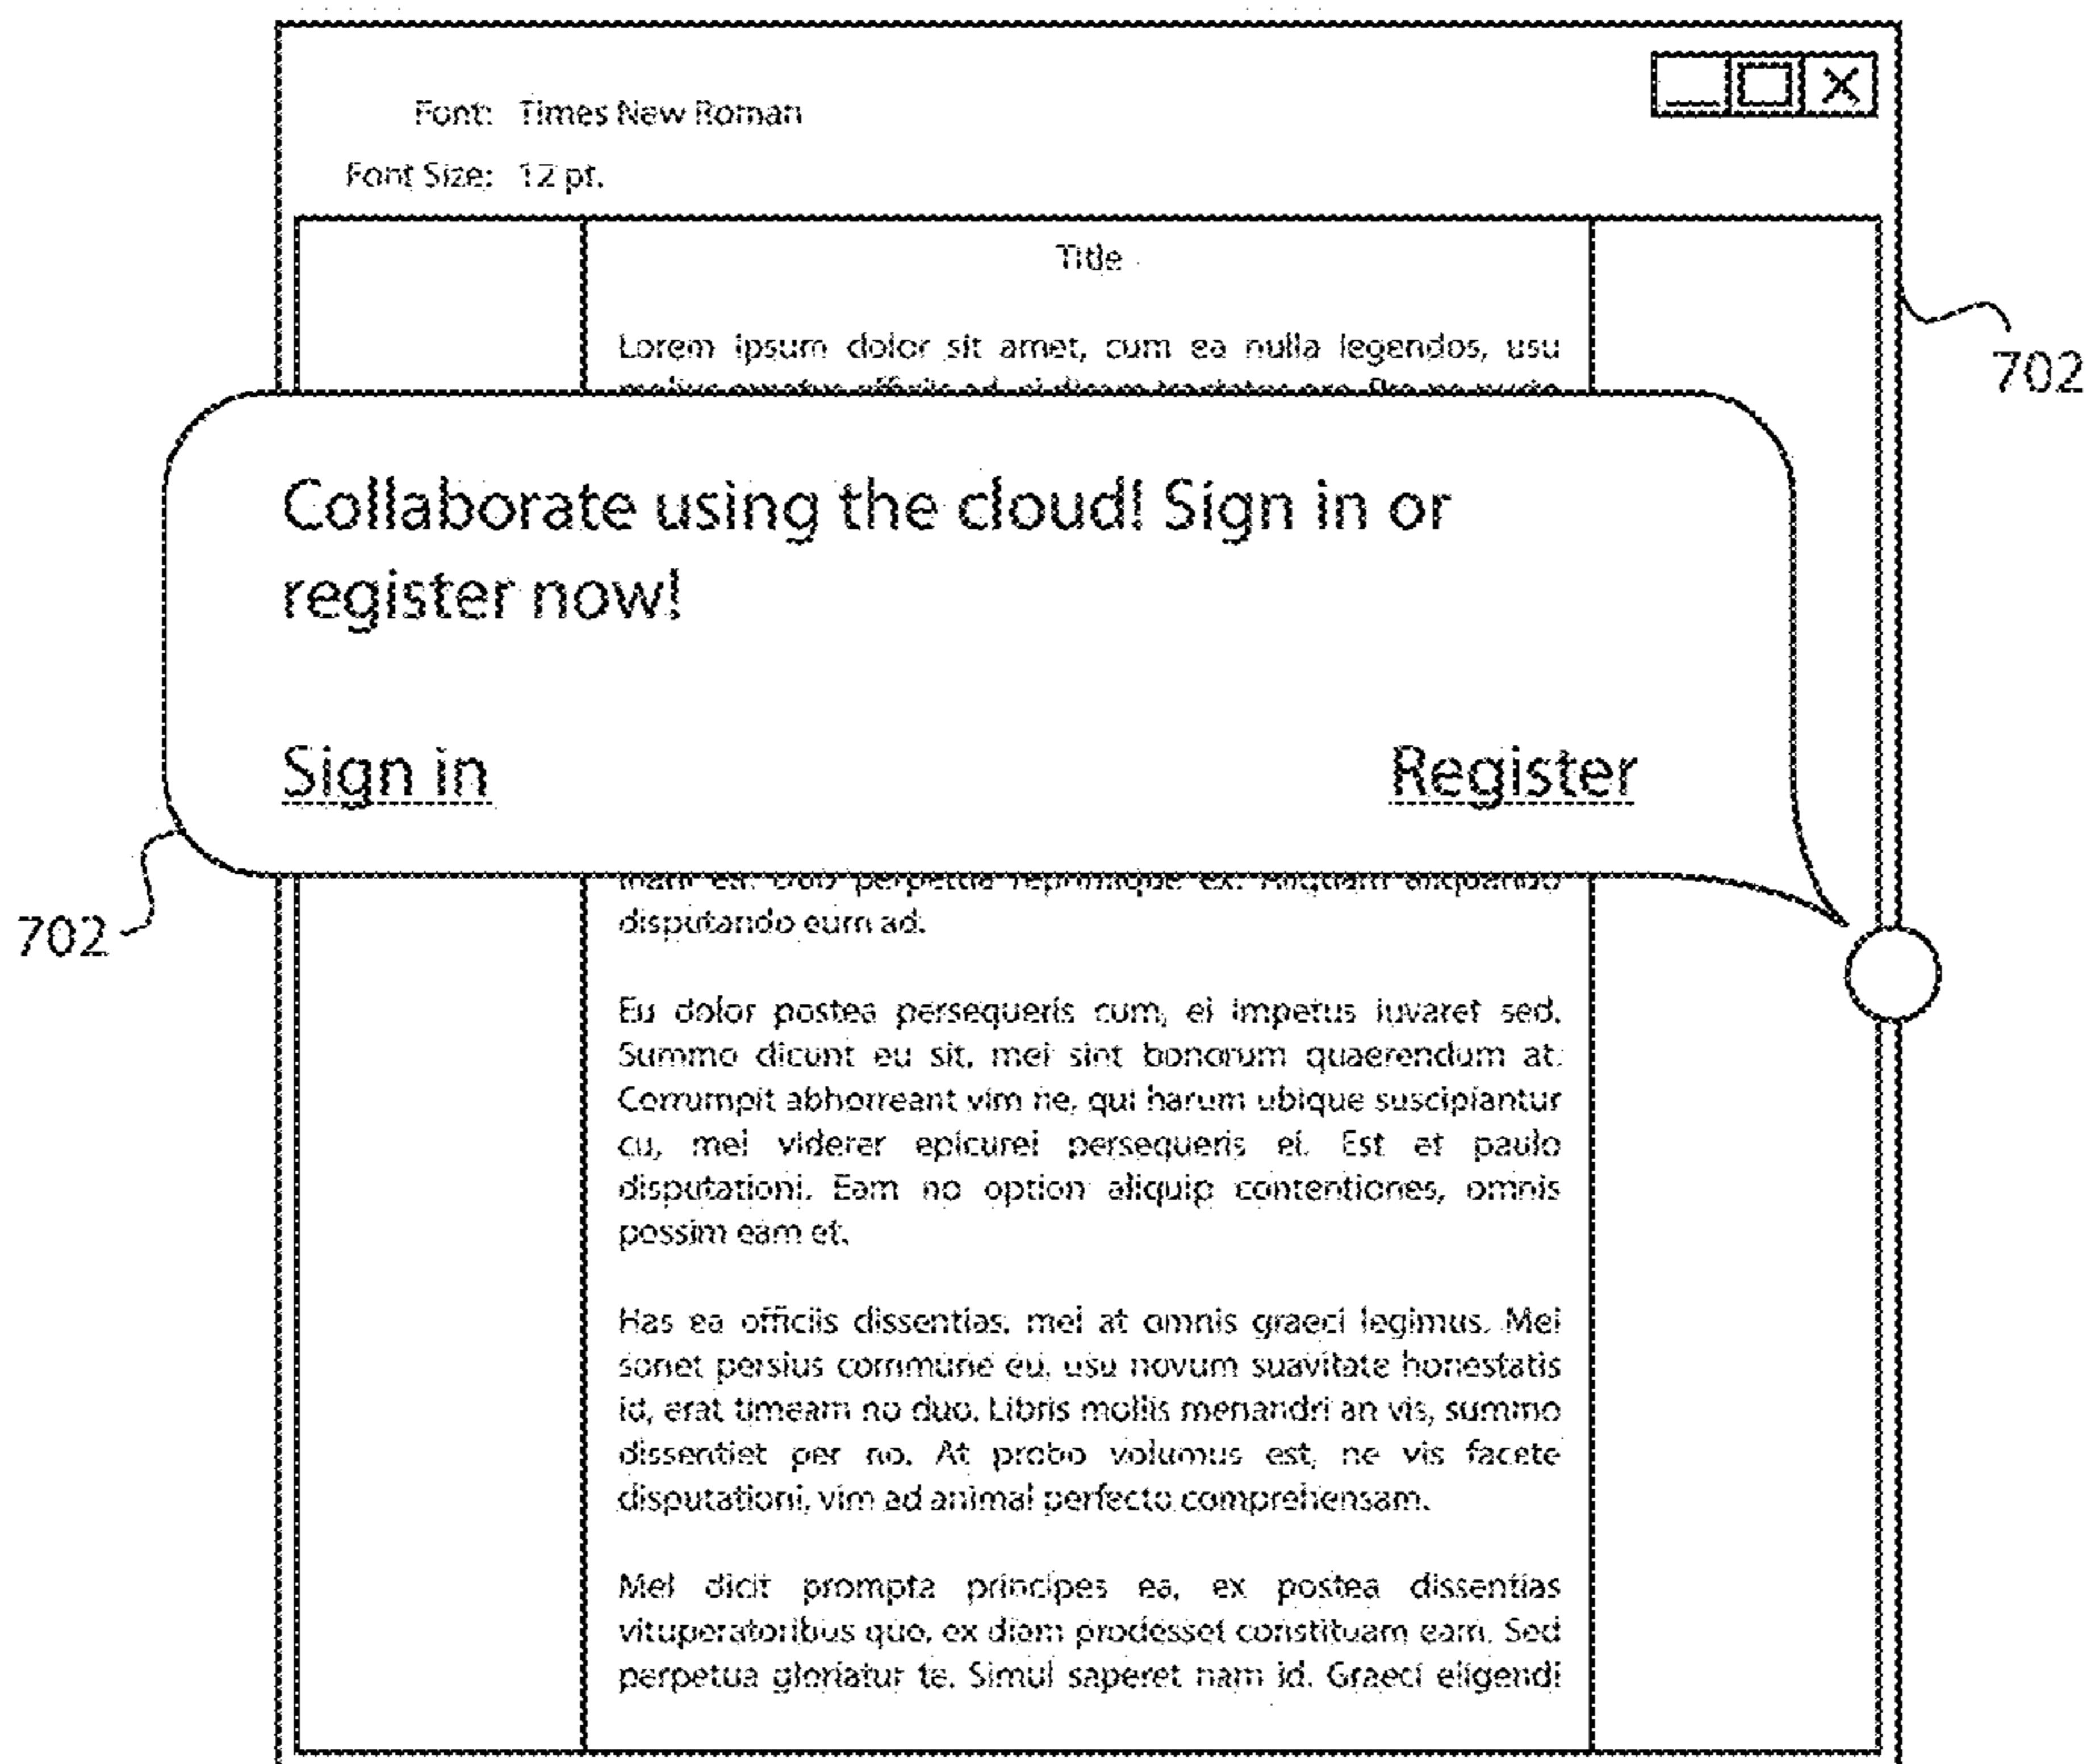 Font: Times New Roman
Font Size: 12 pt.
Title
Lorem ipsum dolor sit amet, cum ea nulla legendos, usu
702
Collaborate using the cloud! Sign in or
register now!
Sign in Register
702
disputando eum ad.
Eu dolor postea persequeris cum, ei impetus iuvaret sed.
Summo dicunt eu sit, mei sint bonorum quaerendum at.
Corrumpit abhorreant vim ne, qui harum ubique suscipiantur
cu, mel viderer epicurei persequeris ei. Est et paulo
disputationi. Eam no option aliquip contentiones, omnis
possim eam et.
Has ea officiis dissentias, mel at omnis graeci legimus. Mei
sonet persius commune eu, usu novum suavitate honestatis
id, erat timeam no duo. Libris mollis menandri an vis, summo
dissentiet per no. At probo volumus est, ne vis facete
disputationi, vim ad animal perfecto comprehensam.
Mel dicit prompta principes ea, ex postea dissentias
vituperatoribus quo, ex diam prodesset constituam eam. Sed
perpetua gloriatur te. Simul saperet nam id. Graeci eligendi